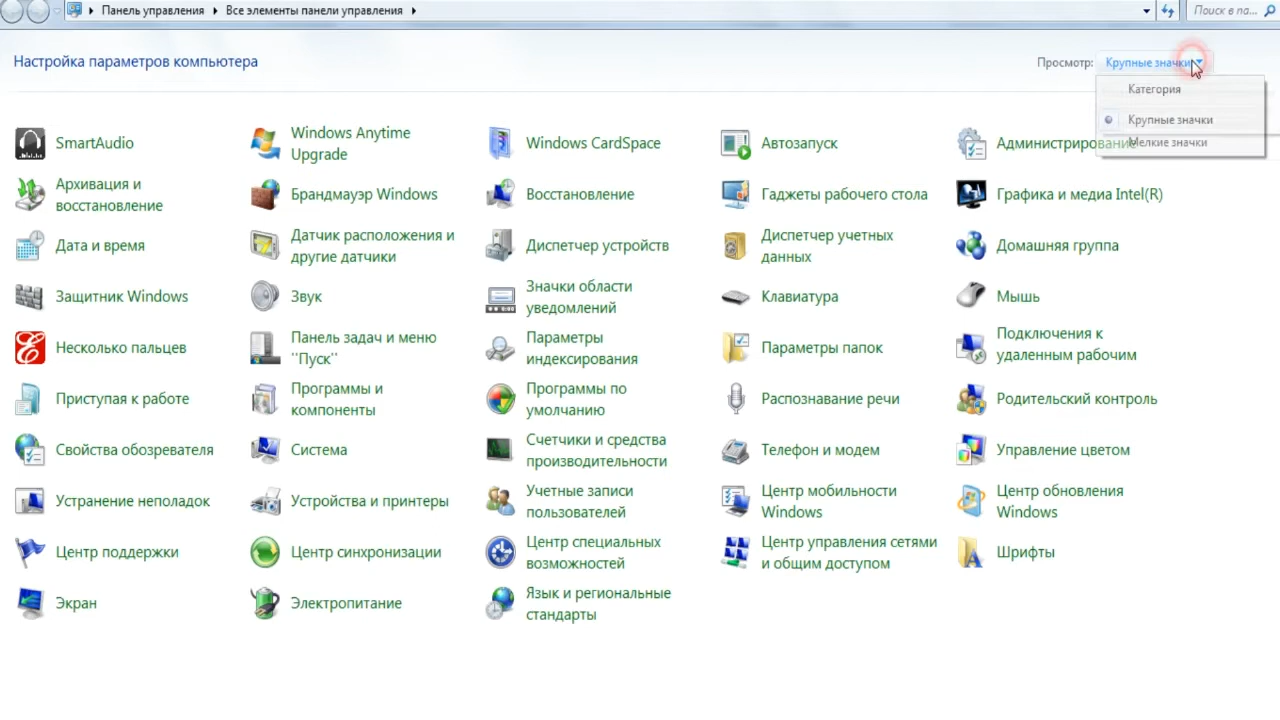 Панель управления Все элементы панели управления Поиск в па...
Настройка параметров компьютера
Просмотр: Крупные значки
Категория
Крупные значки
Мелкие значки
SmartAudio
Windows Anytime
Upgrade
Windows CardSpace
Автозапуск
Администрирование
Архивация и
восстановление
Брандмауэр Windows
Восстановление
Гаджеты рабочего стола
Графика и медиа Intel(R)
Дата и время
Датчик расположения и
другие датчики
Диспетчер устройств
Диспетчер учетных
данных
Домашняя группа
Защитник Windows
Звук
Значки области
уведомлений
Клавиатура
Мышь
Несколько пальцев
Панель задач и меню
''Пуск''
Параметры
индексирования
Параметры папок
Подключения к
удаленным рабочим
Приступая к работе
Программы и
компоненты
Программы по
умолчанию
Распознавание речи
Родительский контроль
Свойства обозревателя
Система
Счетчики и средства
производительности
Телефон и модем
Управление цветом
Устранение неполадок
Устройства и принтеры
Учетные записи
пользователей
Центр мобильности
Windows
Центр обновления
Windows
Центр поддержки
Центр синхронизации
Центр специальных
возможностей
Центр управления сетями
и общим доступом
Шрифты
Экран
Электропитание
Язык и региональные
стандарты